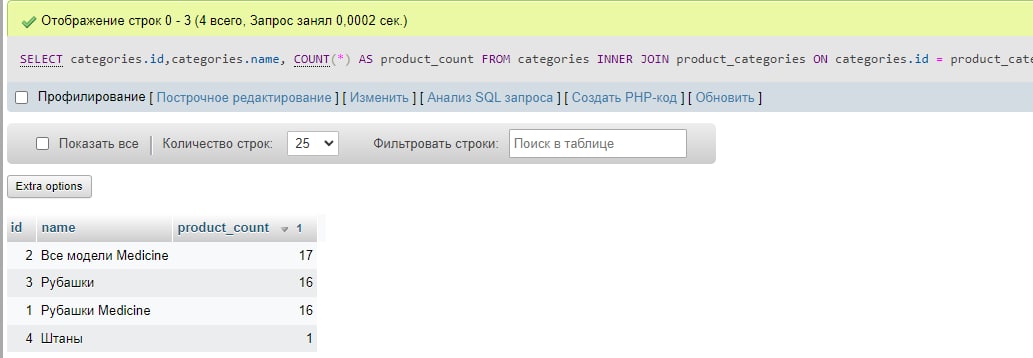 Отображение строк 0 - 3 (4 всего, Запрос занял 0,0002 сек.)
SELECT categories.id,categories.name, COUNT(*) AS product_count FROM categories INNER JOIN product_categories ON categories.id = product_cate
Профилирование [ Построчное редактирование ] [ Изменить ] [ Анализ SQL запроса ] [ Создать PHP-код ] [ Обновить ]
Показать все Количество строк: 25 Фильтровать строки: Поиск в таблице
Extra options
id name product_count 1
2 Все модели Medicine 17
3 Рубашки 16
1 Рубашки Medicine 16
4 Штаны 1